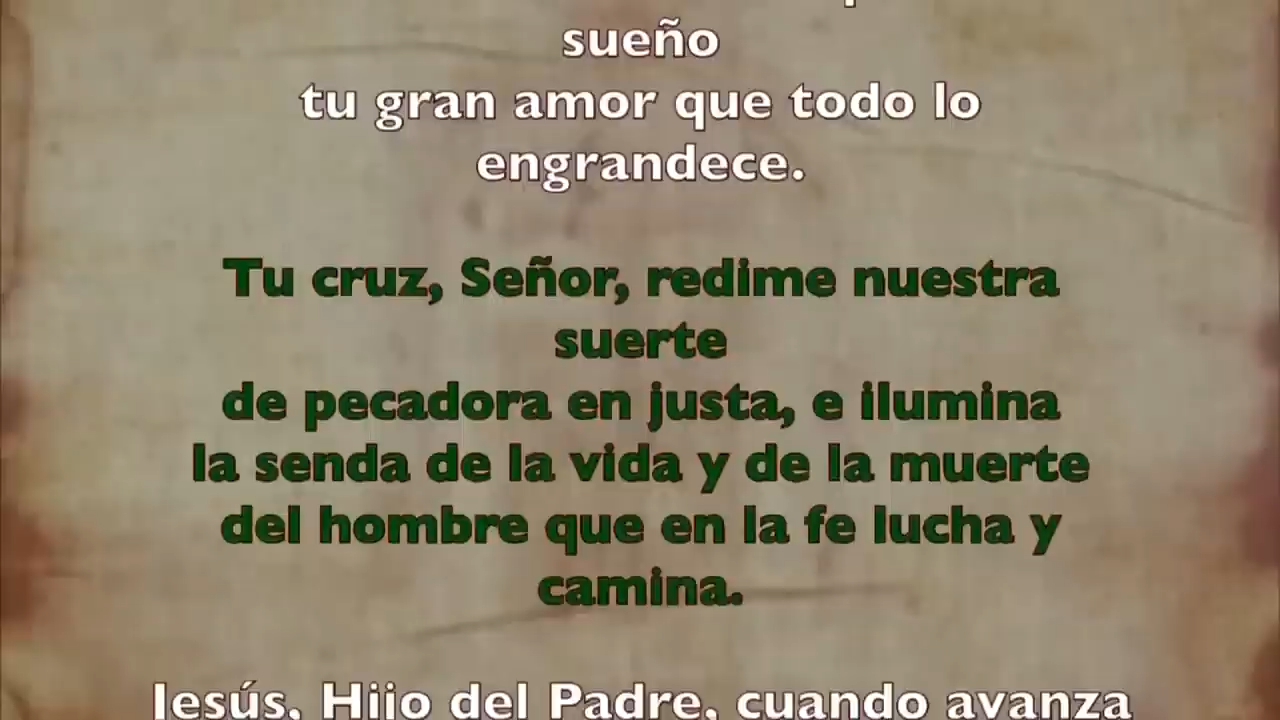 sueño
tu gran amor que todo lo
engrandece.
Tu cruz, Señor, redime nuestra
suerte
de pecadora en justa, e ilumina
la senda de la vida y de la muerte
del hombre que en la fe lucha y
camina.
Jesús, Hijo del Padre, cuando avanza